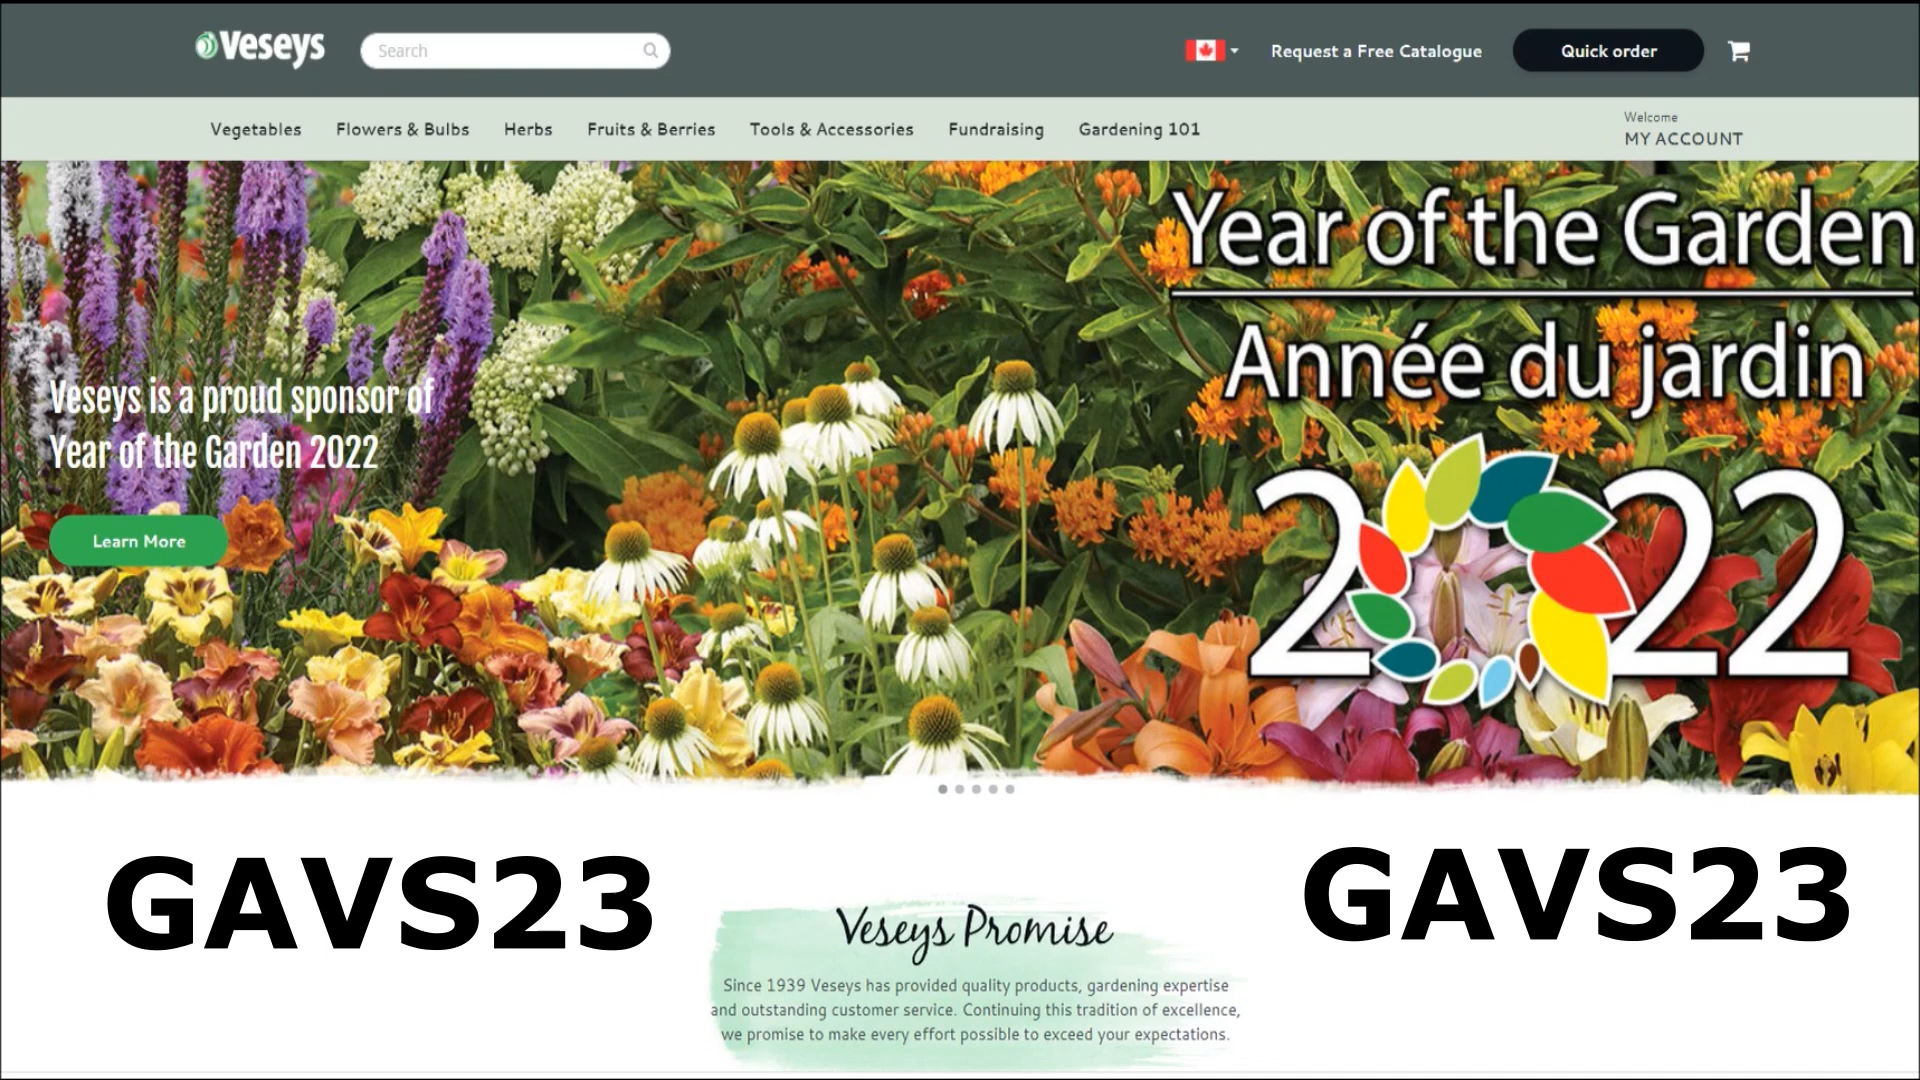 Veseys
Search
Request a Free Catalogue
Quick order
Vegetables
Flowers & Bulbs
Herbs
Fruits & Berries
Tools & Accessories
Fundraising
Gardening 101
Welcome
MY ACCOUNT
Year of the Garden
Année du jardin
2022
Veseys is a proud sponsor of
Year of the Garden 2022
Learn More
GAVS23
GAVS23
Veseys Promise
Since 1939 Veseys has provided quality products, gardening expertise
and outstanding customer service. Continuing this tradition of excellence,
we promise to make every effort possible to exceed your expectations.